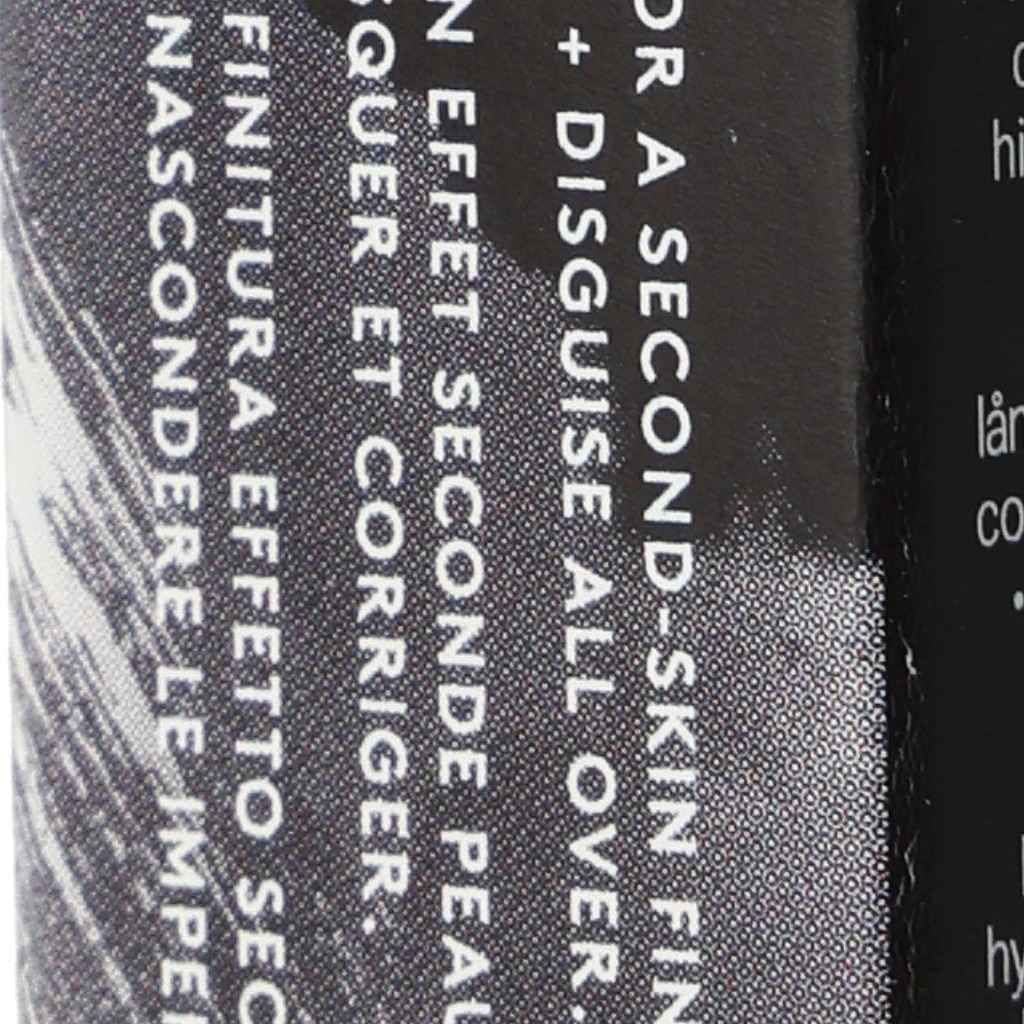 OR A SECOND-SKIN FIN
+ DISGUISE ALL OVER.
N EFFET SECONDE PEAU
SQUER ET CORRIGER.
FINITURA EFFETTO SEC
NASCONDERE LE IMPER
hi
lån
co
•
hy